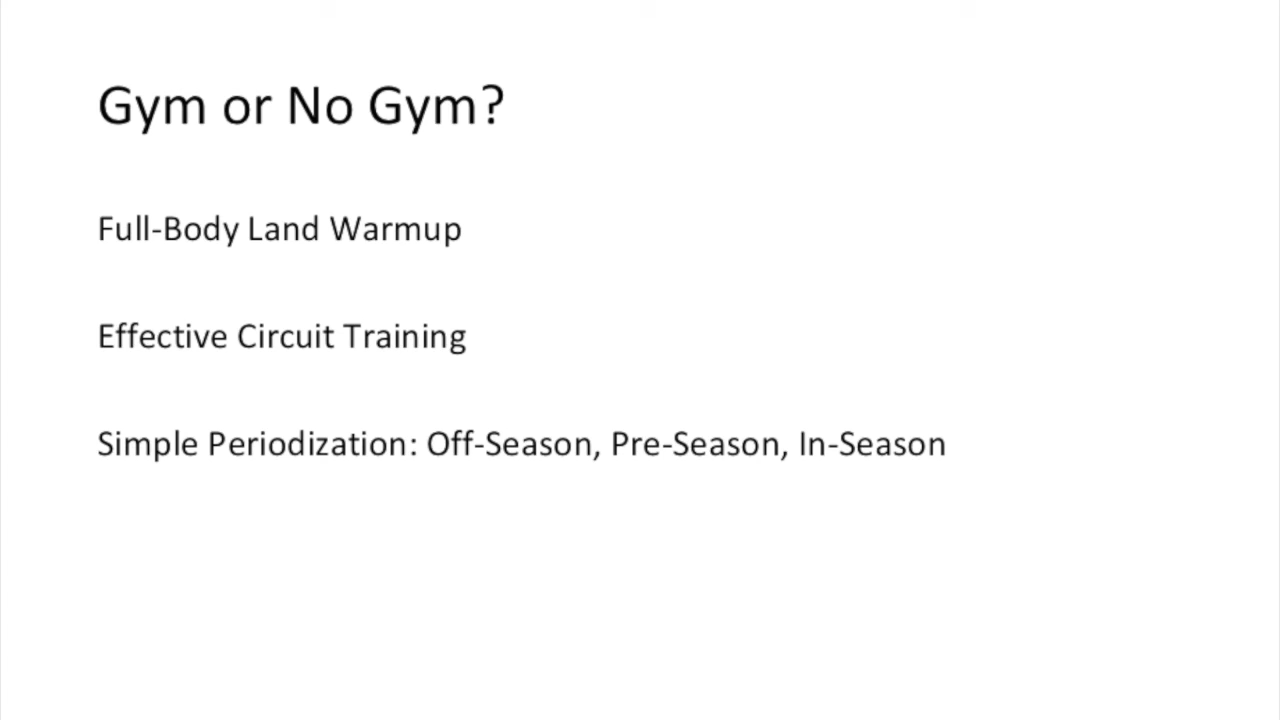 Gym or No Gym?
Full-Body Land Warmup
Effective Circuit Training
Simple Periodization: Off-Season, Pre-Season, In-Season